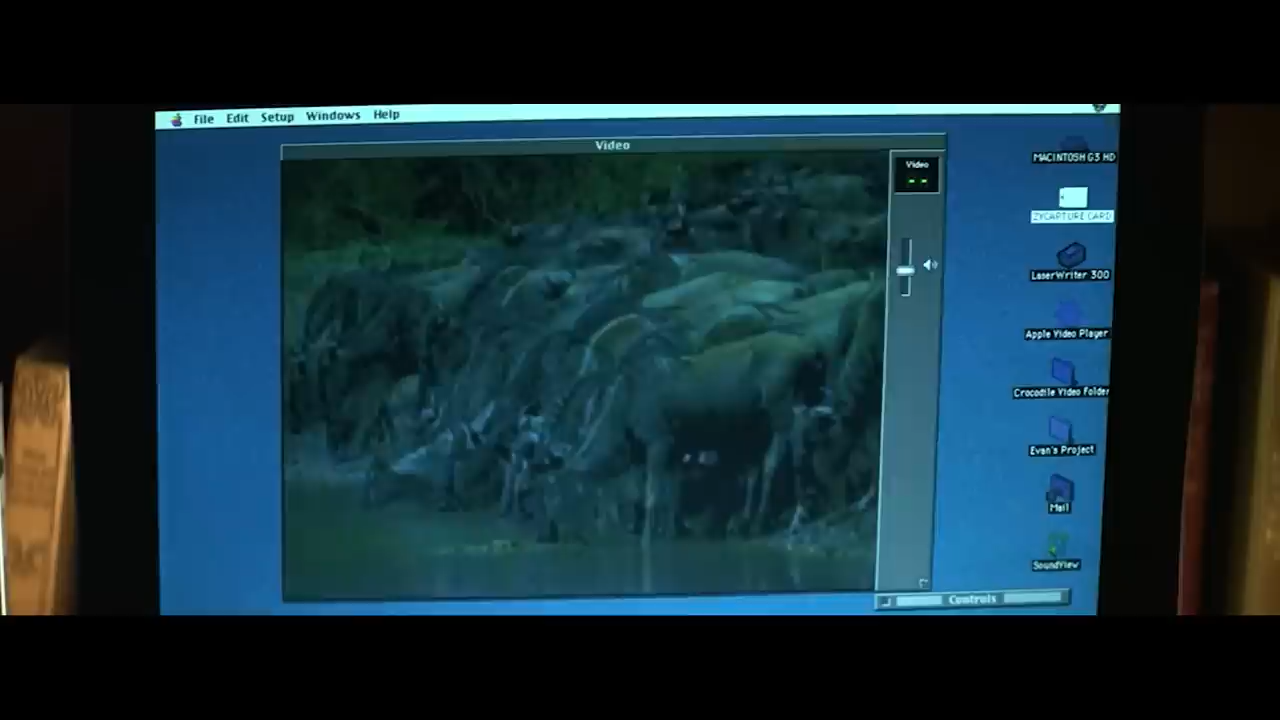 File Edit Setup Windows Help
Video
Video
MACINTOSH G3 HD
ZYCAPTURE CARD
LaserWriter 300
Apple Video Player
Crocodile Video Folder
Evan's Project
Mail
SoundView
Controls